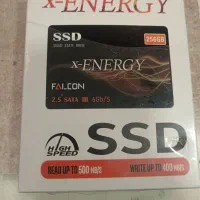 x-ENERGY
SSD
256GB
x-ENERGY
FALCON
2.5 SATA III 6Gb/S
HIGH
SPEED
SSD
READ UP TO 500 MB/S
WRITE UP TO 400 MB/S